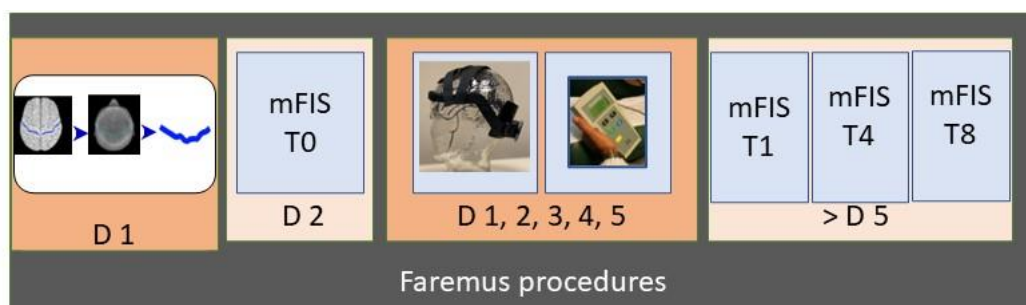 D 1
mFIS
T0
D 2
D 1, 2, 3, 4, 5
mFIS
T1
mFIS
T4
mFIS
T8
> D 5
Faremus procedures